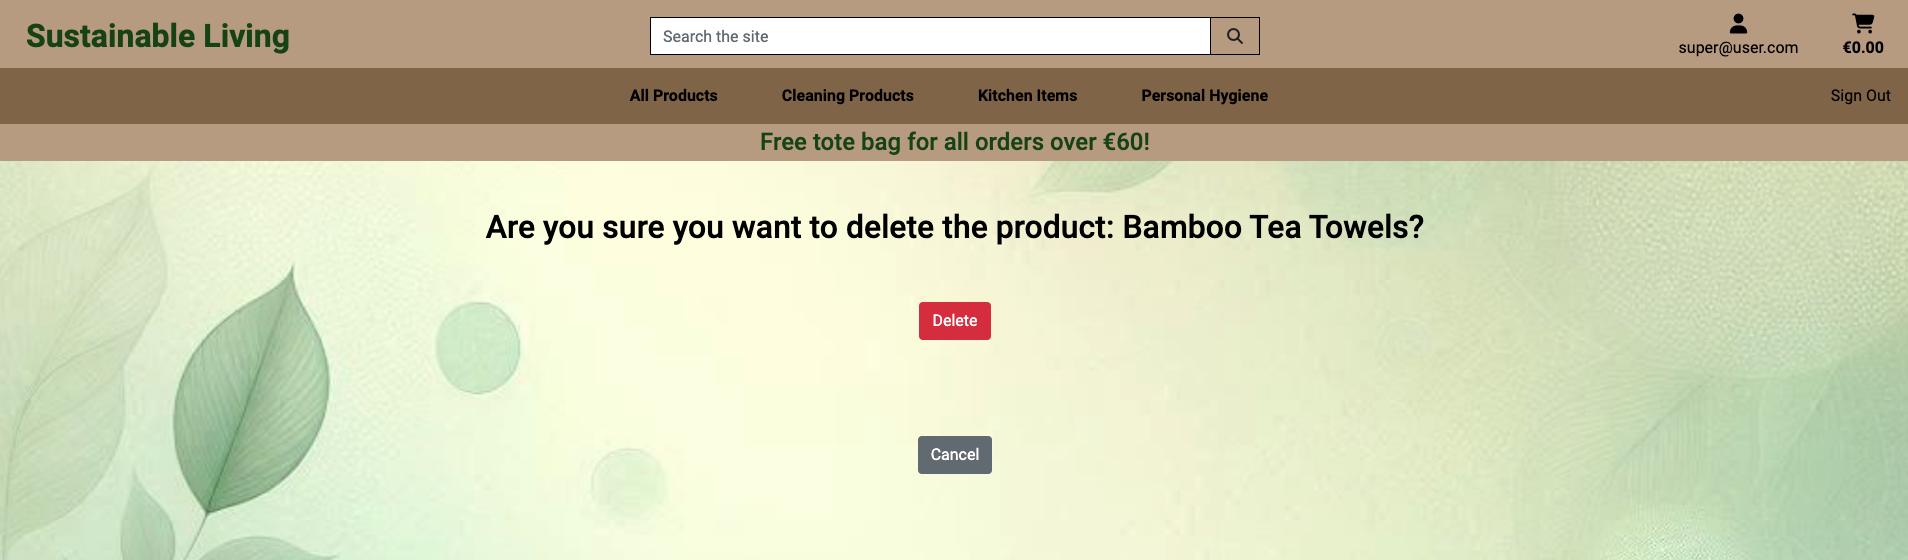 Sustainable Living
Search the site
super@user.com
€0.00
All Products
Cleaning Products
Kitchen Items
Personal Hygiene
Sign Out
Free tote bag for all orders over €60!
Are you sure you want to delete the product: Bamboo Tea Towels?
Delete
Cancel